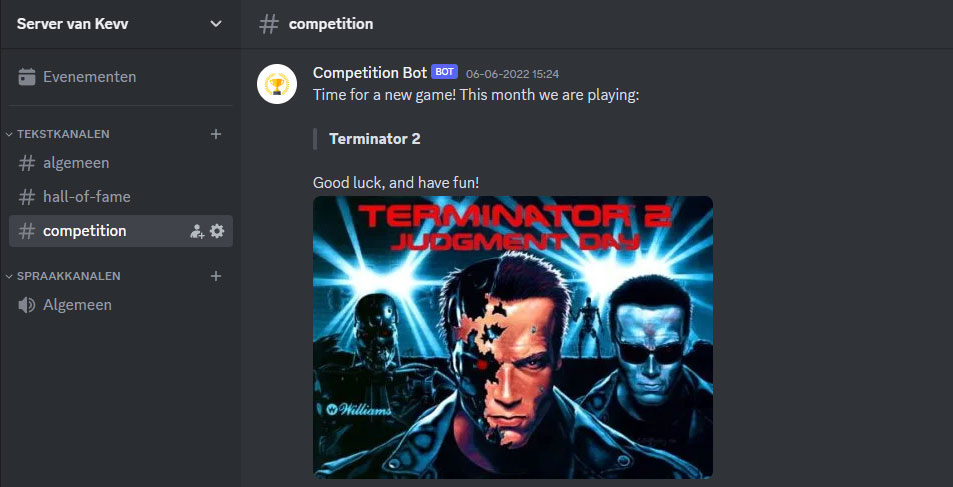 Server van Kevv
competition
Evenementen
TEKSTKANALEN
algemeen
hall-of-fame
competition
SPRAAKKANALEN
Algemeen
Competition Bot BOT 06-06-2022 15:24
Time for a new game! This month we are playing:
Terminator 2
Good luck, and have fun!
TERMINATOR 2
JUDGMENT DAY
Williams